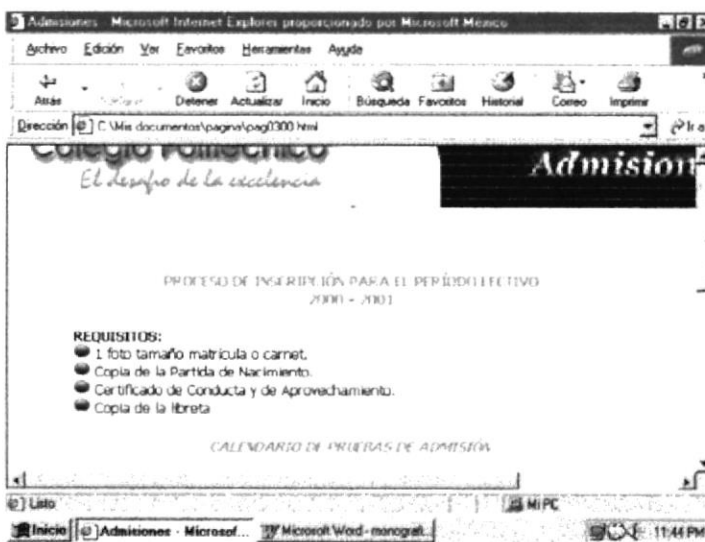 Admisiones - Microsoft Internet Explorer proporcionado por Microsoft México
Archivo Edición Ver Favoritos Herramientas Ayuda
Atrás Detener Actualizar Inicio Búsqueda Favoritos Historial Correo Imprimir
Dirección C:\Mis documentos\pagina\pag0300.html Ir a
Colegio Politécnico
El desafío de la excelencia
Admision
PROCESO DE INSCRIPCIÓN PARA EL PERÍODO LECTIVO
2000 - 2001
REQUISITOS:
1 foto tamaño matrícula o carnet.
Copia de la Partida de Nacimiento.
Certificado de Conducta y de Aprovechamiento.
Copia de la libreta
CALENDARIO DE PRUEBAS DE ADMISIÓN
Listo Mi PC
Inicio Admisiones - Microsof... Microsoft Word - monograf... 11:44 PM